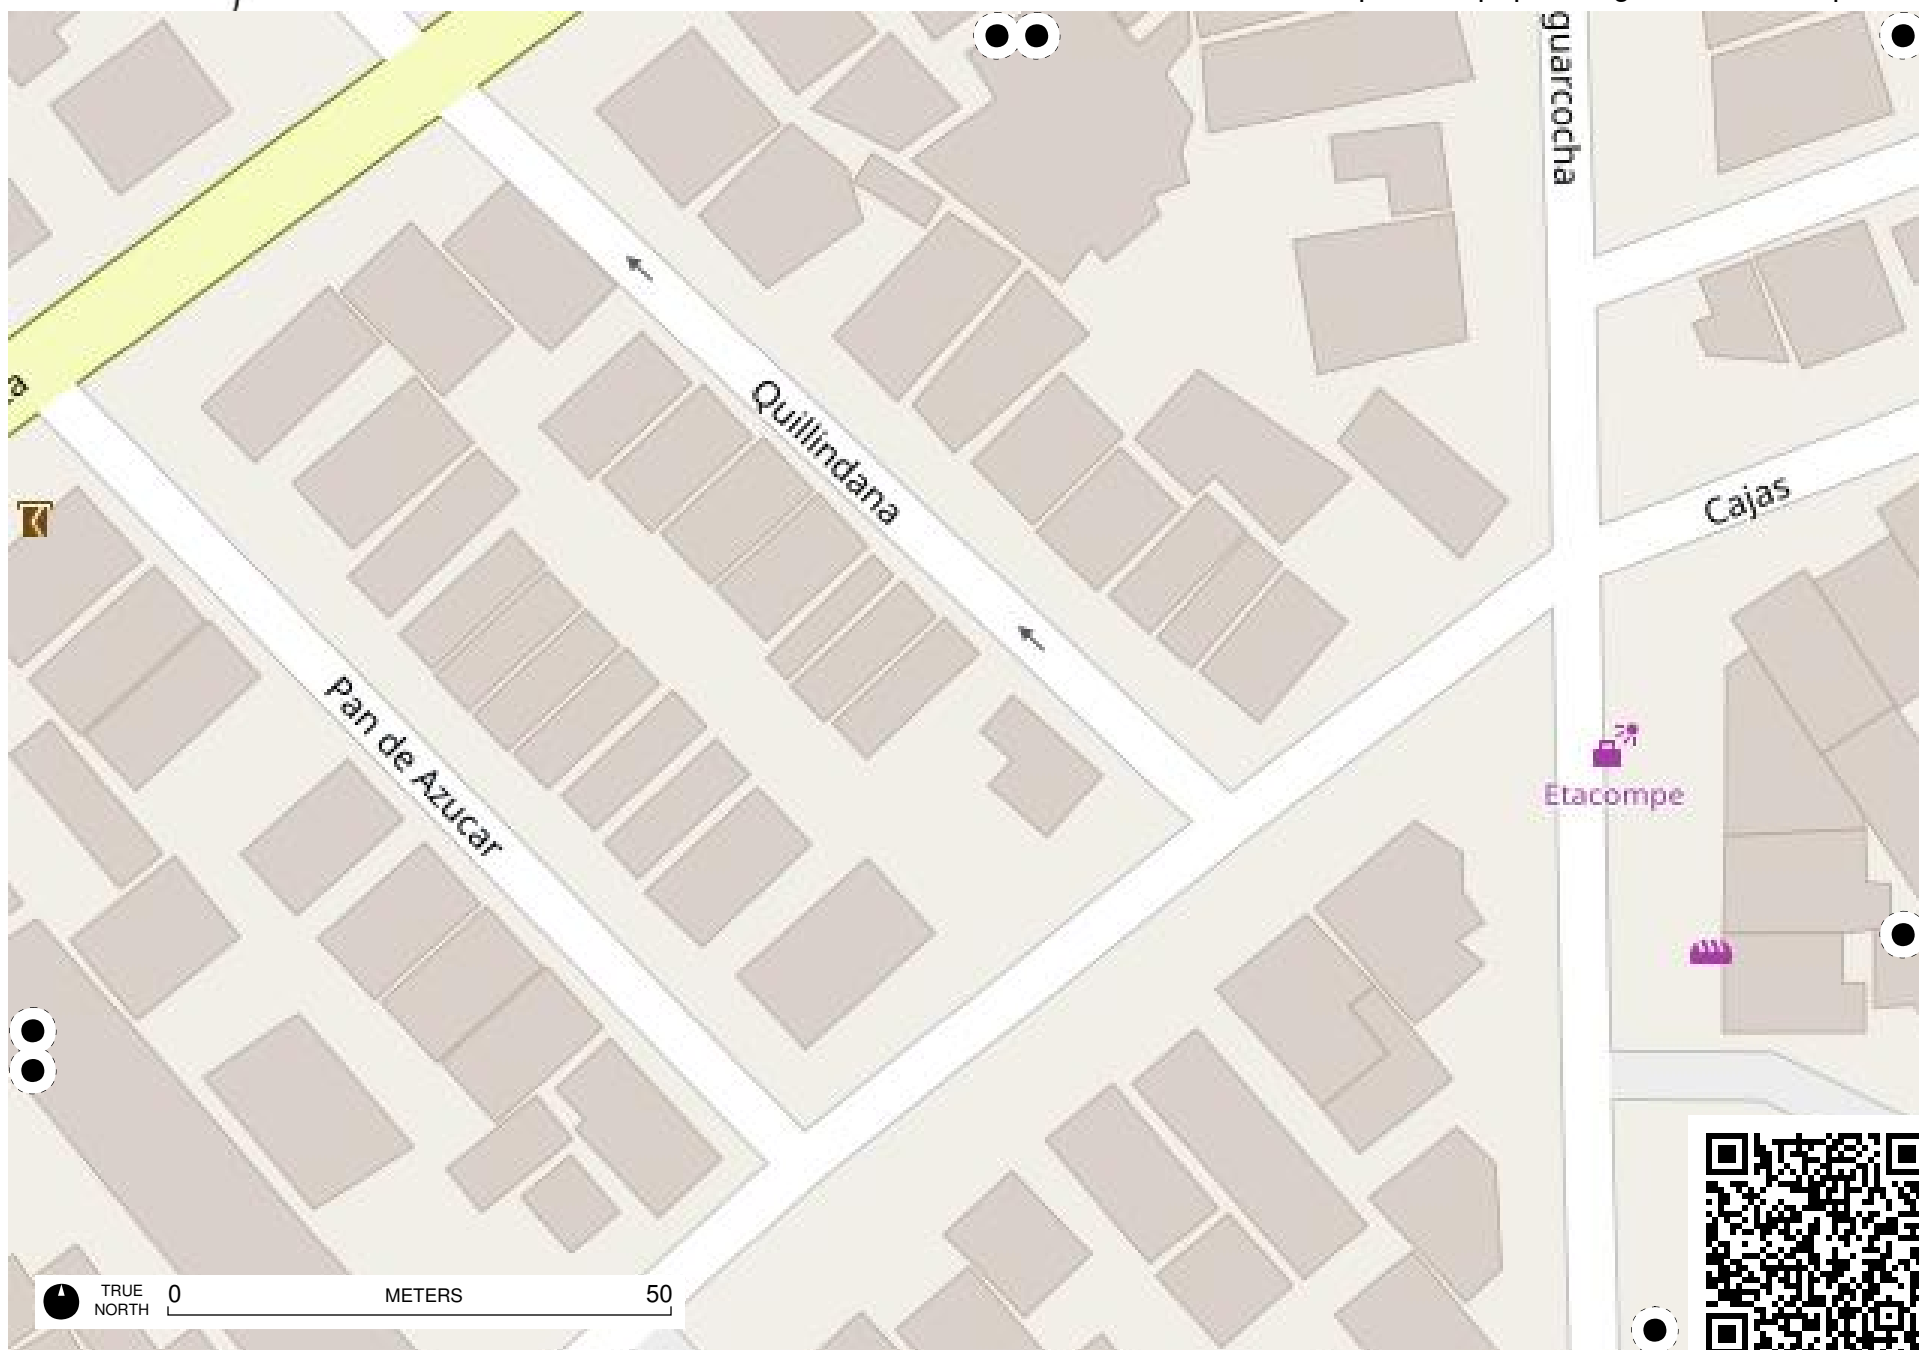 guarcocha
a
Quillindana
Cajas
Pan de Azucar
Etacompe
TRUE
NORTH
0 METERS 50